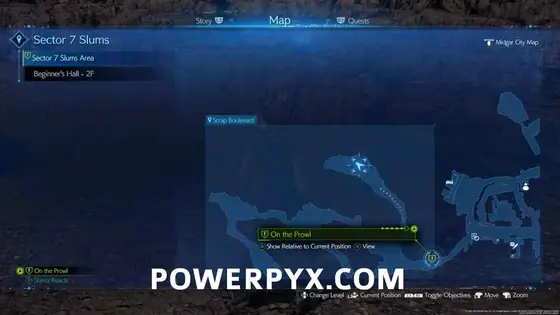 Story Map Quests
Sector 7 Slums
Midgar City Map
Sector 7 Slums Area
Beginner's Hall - 2F
Scrap Boulevard
On the Prowl
Show Relative to Current Position View
On the Prowl
POWERPYX.COM
Change Level Current Position Toggle Objectives Move Zoom